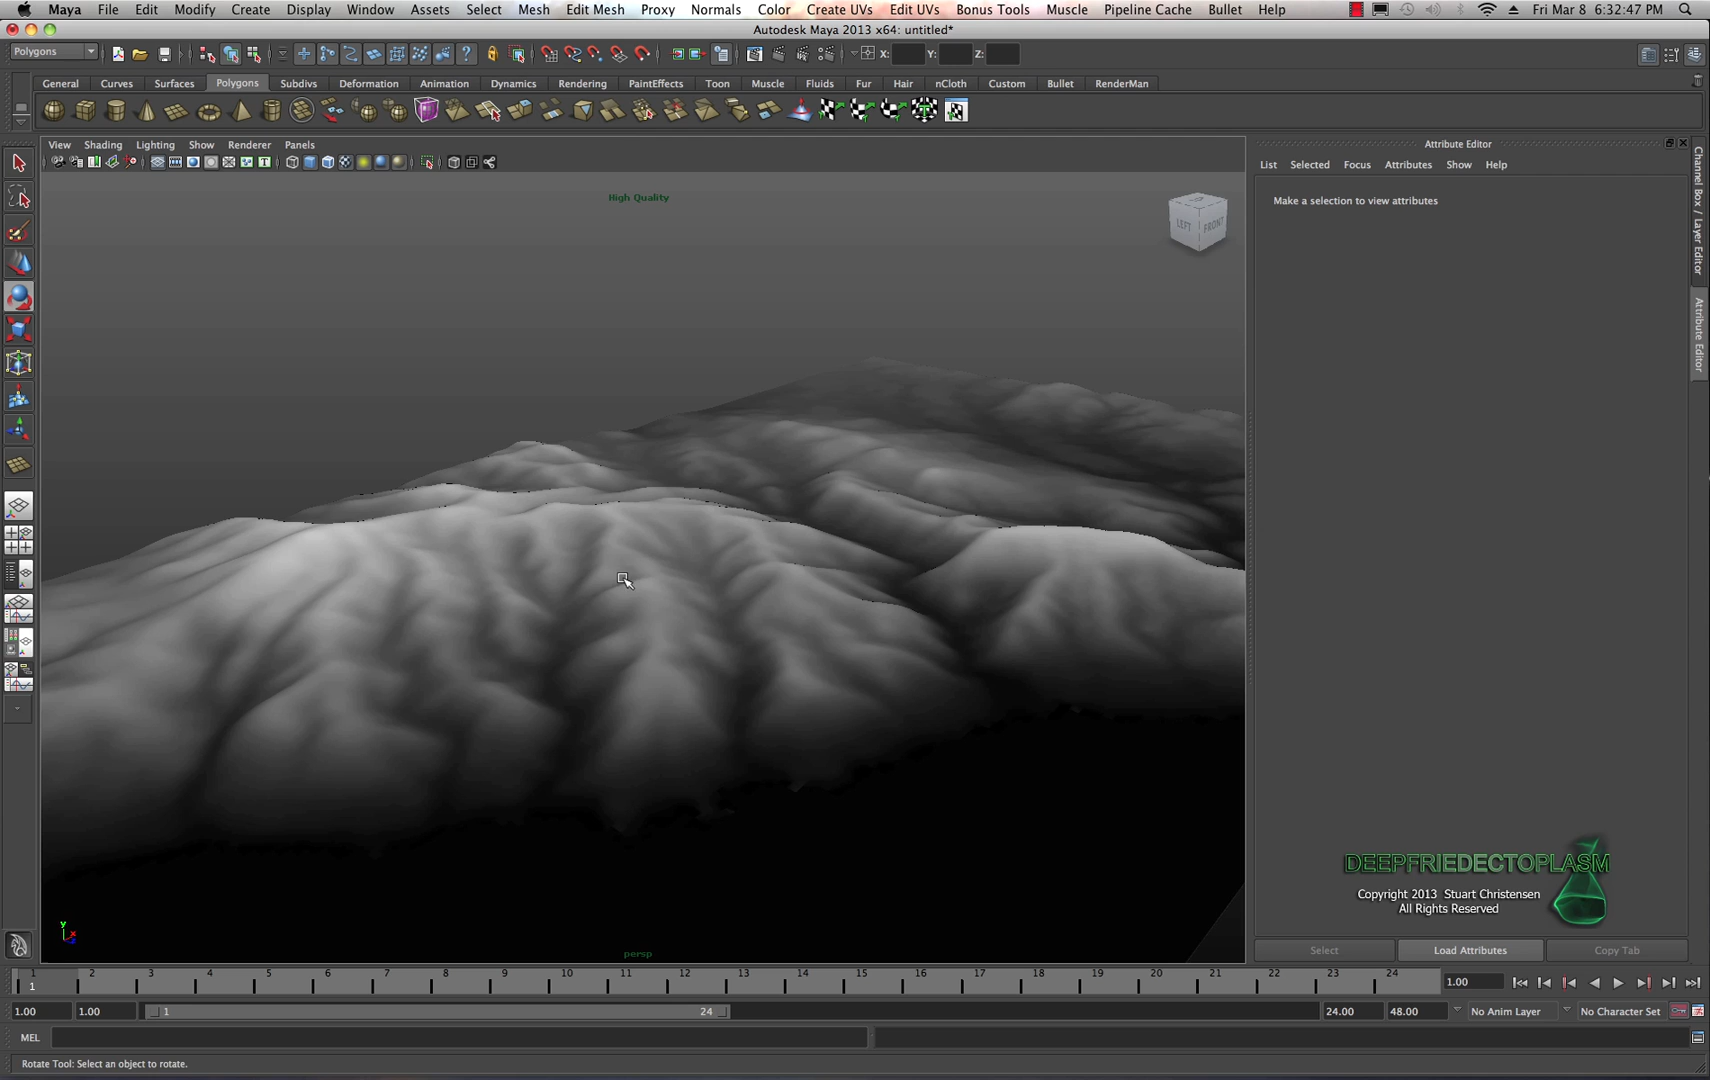 Maya File Edit Modify Create Display Window Assets Select Mesh Edit Mesh Proxy Normals Color Create UVs Edit UVs Bonus Tools Muscle Pipeline Cache Bullet Help Fri Mar 8 6:32:47 PM
Autodesk Maya 2013 x64: untitled*
Polygons X: Y: Z:
General Curves Surfaces Polygons Subdivs Deformation Animation Dynamics Rendering PaintEffects Toon Muscle Fluids Fur Hair nCloth Custom Bullet RenderMan
View Shading Lighting Show Renderer Panels
Attribute Editor
List Selected Focus Attributes Show Help
High Quality
Make a selection to view attributes
LEFT FRONT
Channel Box / Layer Editor
Attribute Editor
DEEPFRIEDECTOPLASM
Copyright 2013 Stuart Christensen
All Rights Reserved
y x z
persp
Select Load Attributes Copy Tab
1 2 3 4 5 6 7 8 9 10 11 12 13 14 15 16 17 18 19 20 21 22 23 24
1 1.00
1.00 1.00 1 24 24.00 48.00 No Anim Layer No Character Set
MEL
Rotate Tool: Select an object to rotate.